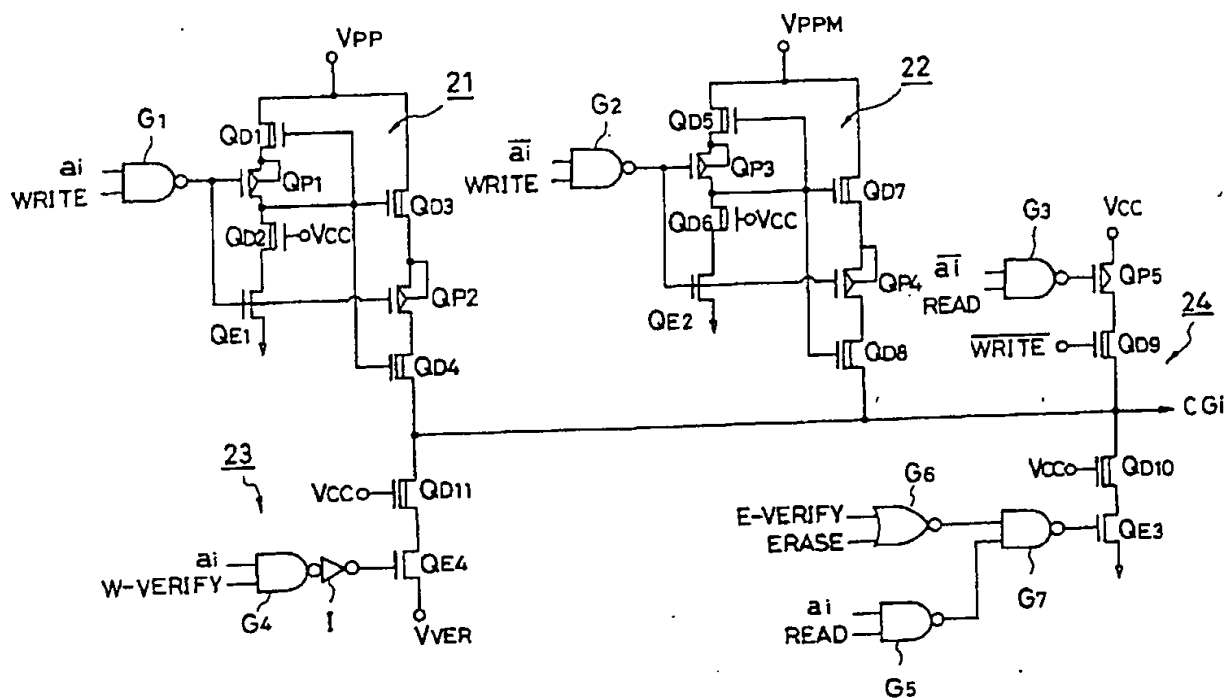 VPP
VPPM
21
22
G1
G2
QD1
QD5
ai
WRITE
QP1
a̅i̅
WRITE
QP3
QD3
QD7
G3
VCC
QD2
VCC
QD6
VCC
a̅i̅
READ
QP5
QE1
QP2
QE2
QP4
24
W̅R̅I̅T̅E̅
QD9
QD4
QD8
CGi
23
VCC
QD11
G6
VCC
QD10
E-VERIFY
ERASE
QE3
ai
W-VERIFY
QE4
G4
I
VVER
G7
ai
READ
G5